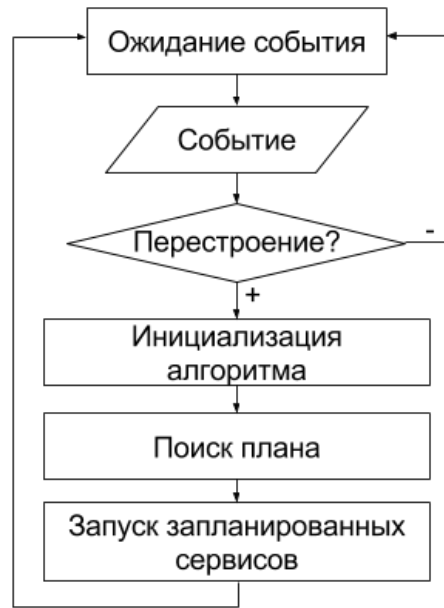 Ожидание события
Событие
Перестроение?
-
+
Инициализация
алгоритма
Поиск плана
Запуск запланированных
сервисов